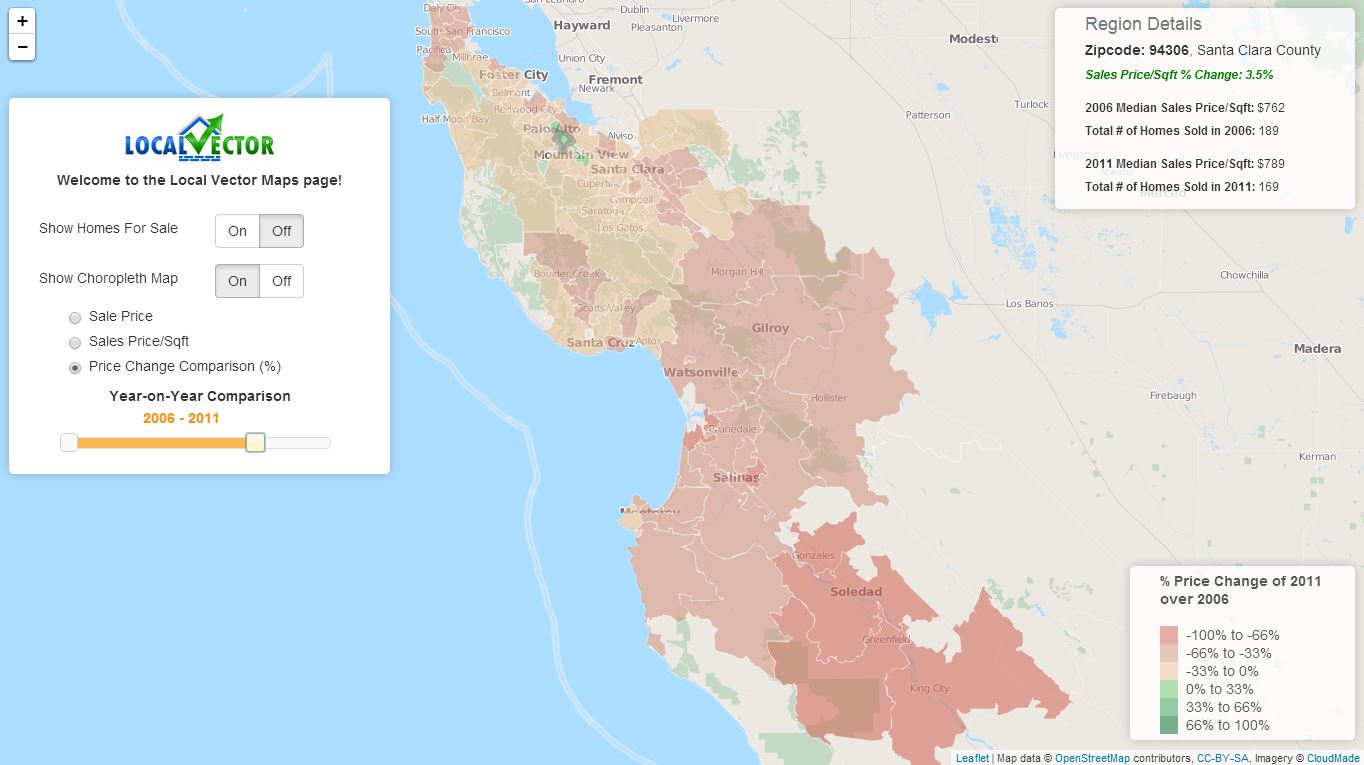 +
−
LOCALVECTOR
Welcome to the Local Vector Maps page!
Show Homes For Sale
On Off
Show Choropleth Map
On Off
Sale Price
Sales Price/Sqft
Price Change Comparison (%)
Year-on-Year Comparison
2006 - 2011
Daly City
San Leandro
Dublin
Livermore
Hayward
Pleasanton
South San Francisco
Pacifica
Millbrae
Union City
Foster City
Fremont
Belmont
Newark
Redwood City
Half Moon Bay
Palo Alto
Alviso
Mountain View
Santa Clara
Cupertino
Campbell
Saratoga
Los Gatos
Boulder Creek
Morgan Hill
Scotts Valley
Gilroy
Santa Cruz
Aptos
Watsonville
Hollister
Prunedale
Salinas
Monterey
Gonzales
Soledad
Greenfield
King City
Modesto
Turlock
Patterson
Livingston
Atwater
Merced
Chowchilla
Los Banos
Madera
Firebaugh
Kerman
Region Details
Zipcode: 94306, Santa Clara County
Sales Price/Sqft % Change: 3.5%
2006 Median Sales Price/Sqft: $762
Total # of Homes Sold in 2006: 189
2011 Median Sales Price/Sqft: $789
Total # of Homes Sold in 2011: 169
% Price Change of 2011
over 2006
-100% to -66%
-66% to -33%
-33% to 0%
0% to 33%
33% to 66%
66% to 100%
Leaflet | Map data © OpenStreetMap contributors, CC-BY-SA, Imagery © CloudMade